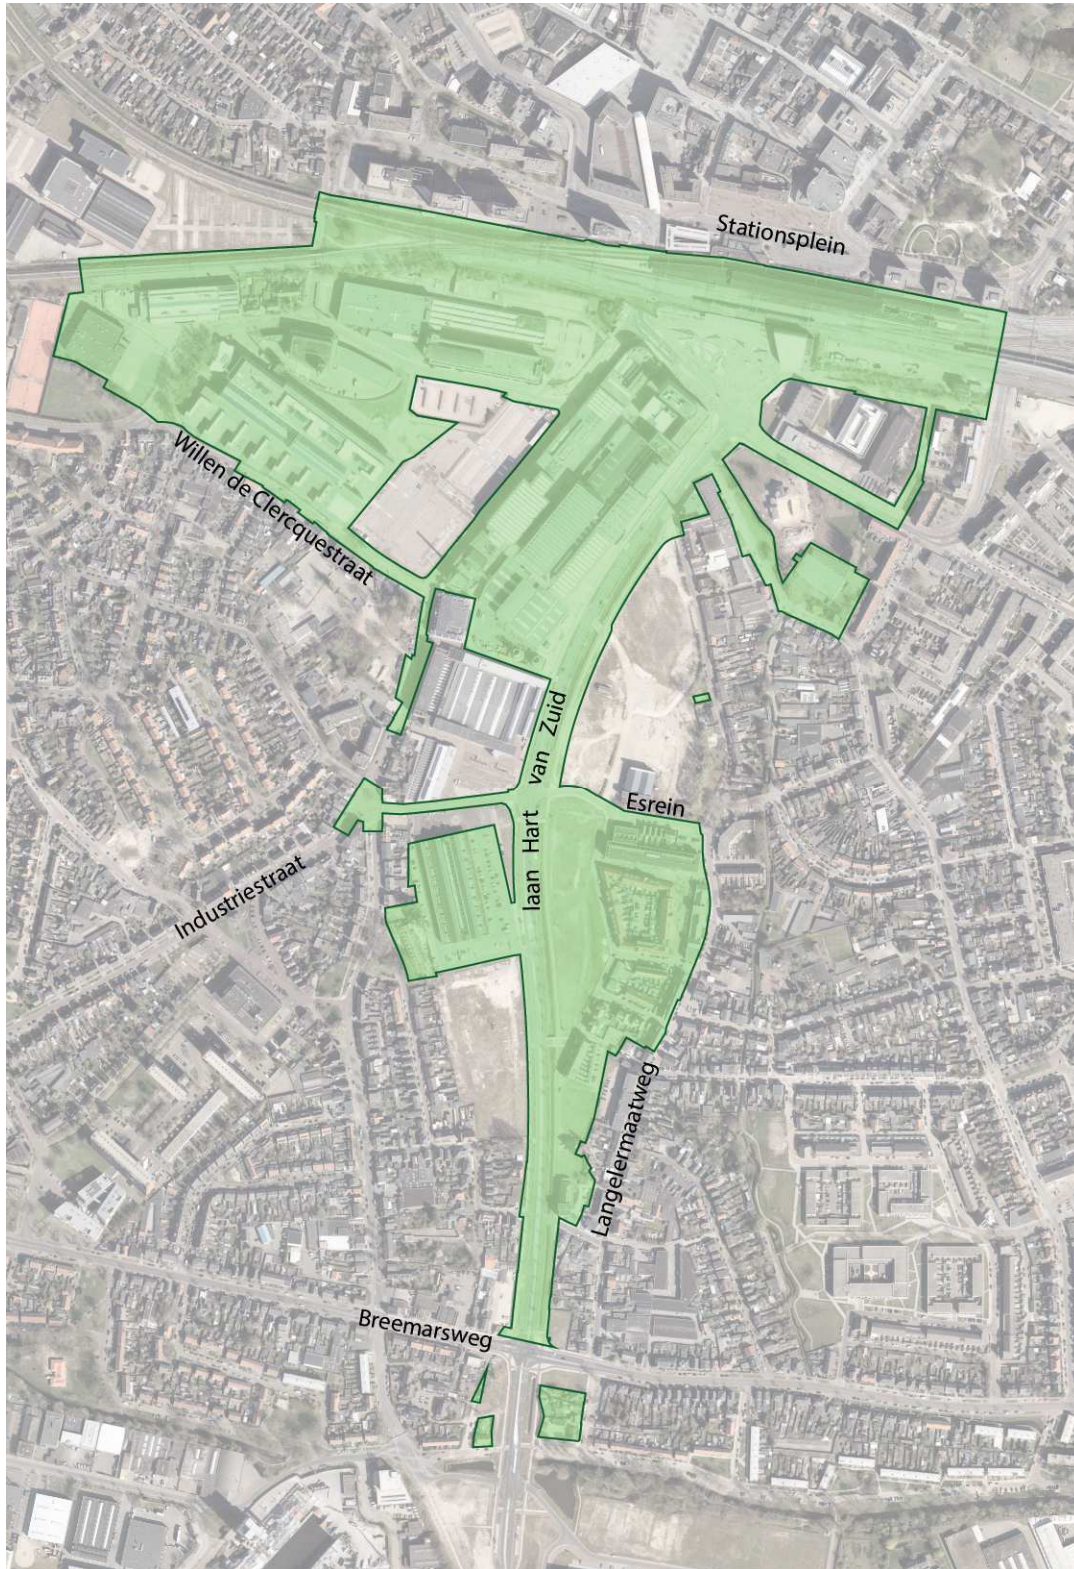 Stationsplein
Willen de Clercquestraat
laan Hart van Zuid
Esrein
Industriestraat
Langelermaatweg
Breemarsweg